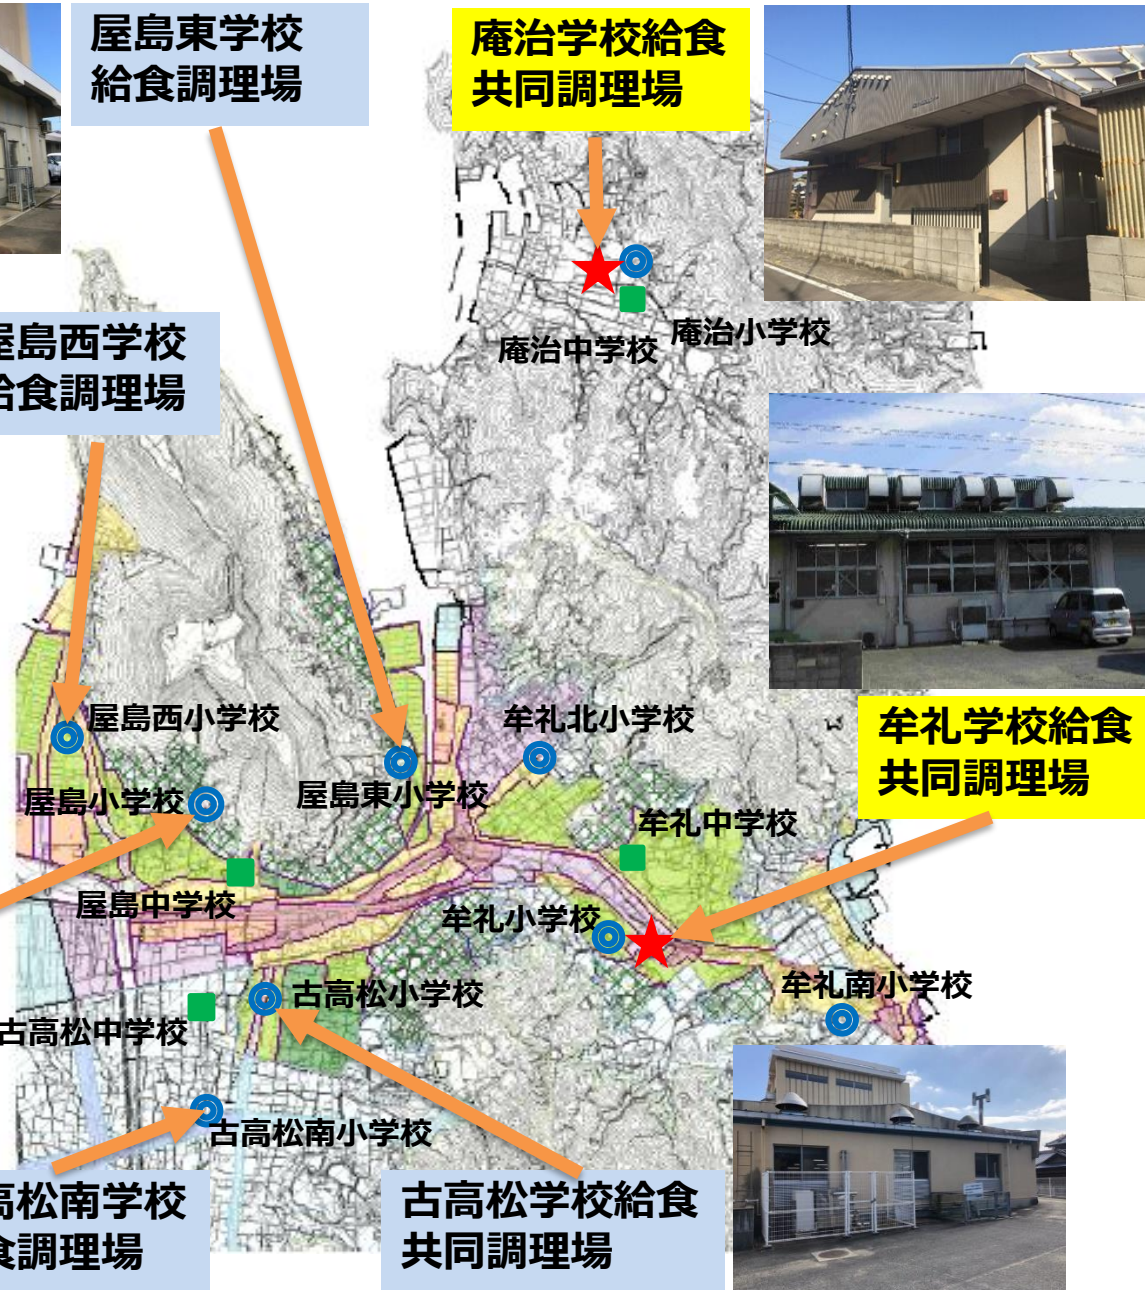 屋島東学校
給食調理場
庵治学校給食
共同調理場
庵治中学校
庵治小学校
屋島西学校
給食調理場
屋島西小学校
牟礼北小学校
牟礼学校給食
共同調理場
屋島小学校
屋島東小学校
牟礼中学校
屋島中学校
牟礼小学校
牟礼南小学校
古高松小学校
古高松中学校
古高松南小学校
高松南学校
食調理場
古高松学校給食
共同調理場